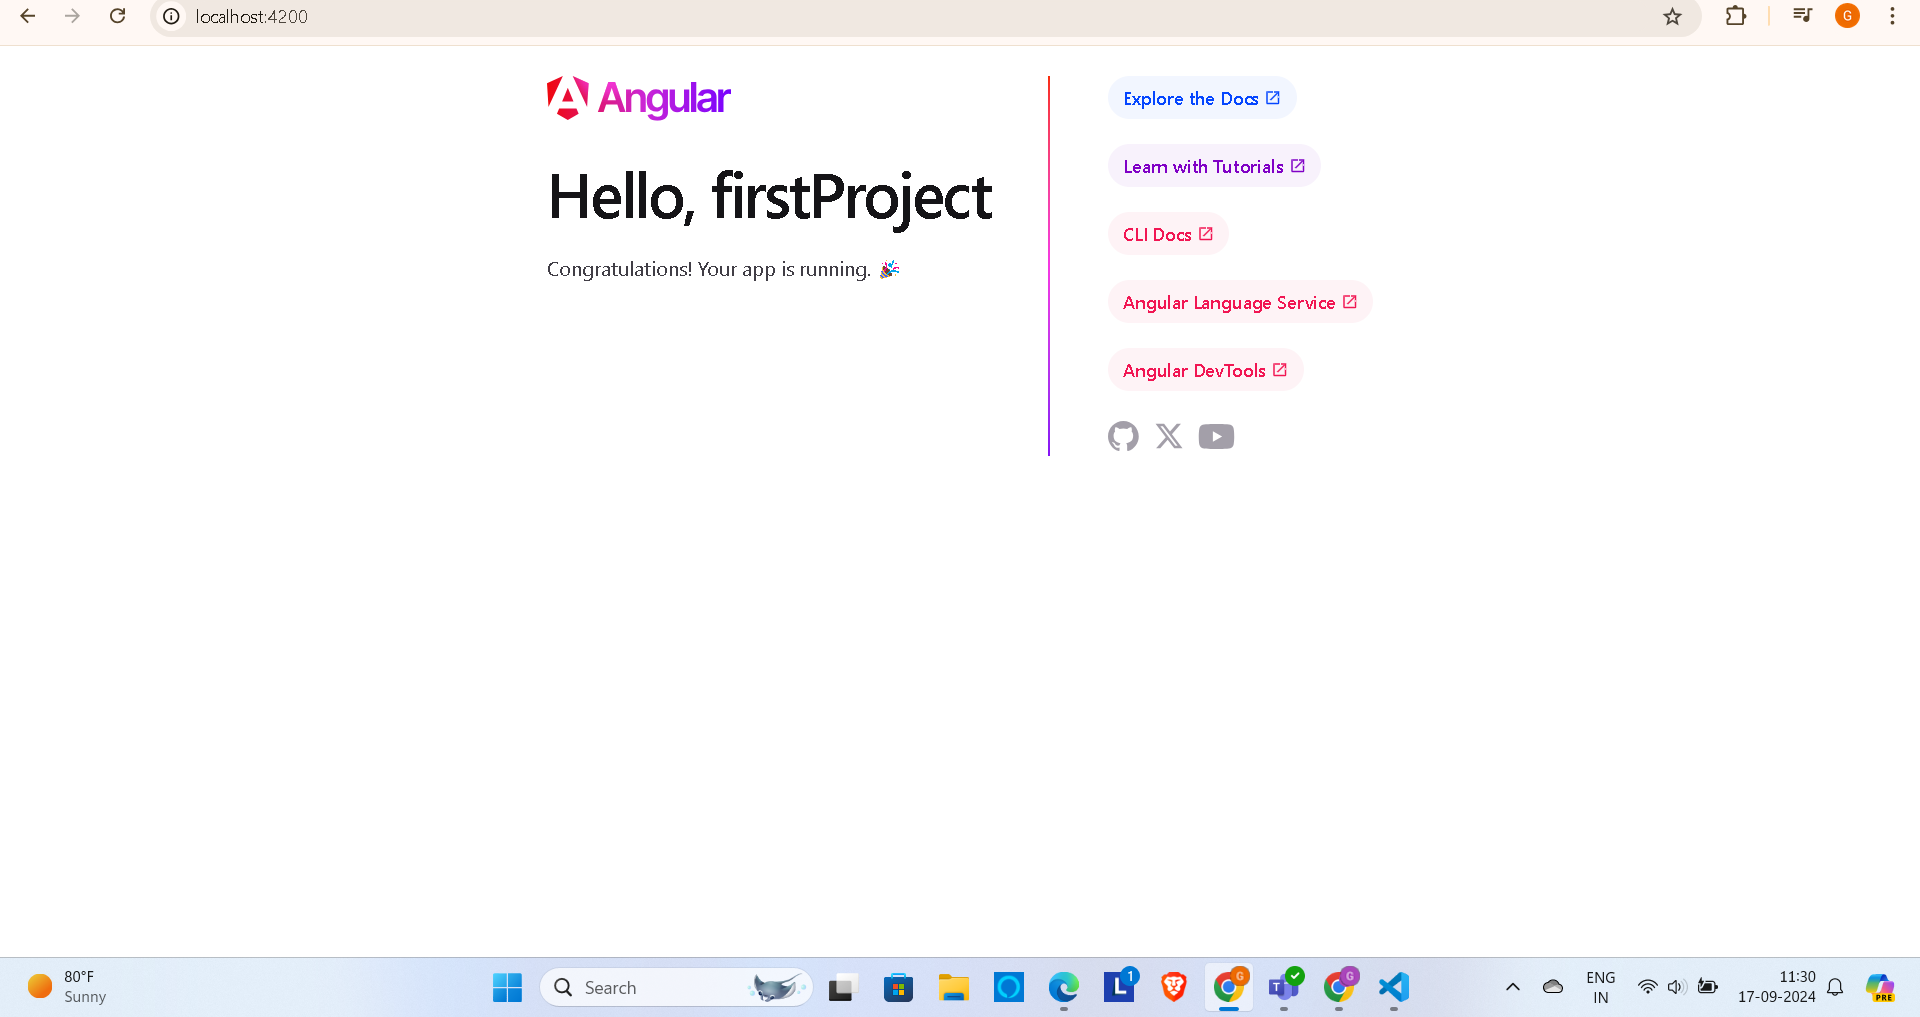 localhost:4200
G
Angular
Hello, firstProject
Congratulations! Your app is running. 🎉
Explore the Docs
Learn with Tutorials
CLI Docs
Angular Language Service
Angular DevTools
80°F
Sunny
Search
L
1
G
T
G
ENG
IN
11:30
17-09-2024
PRE